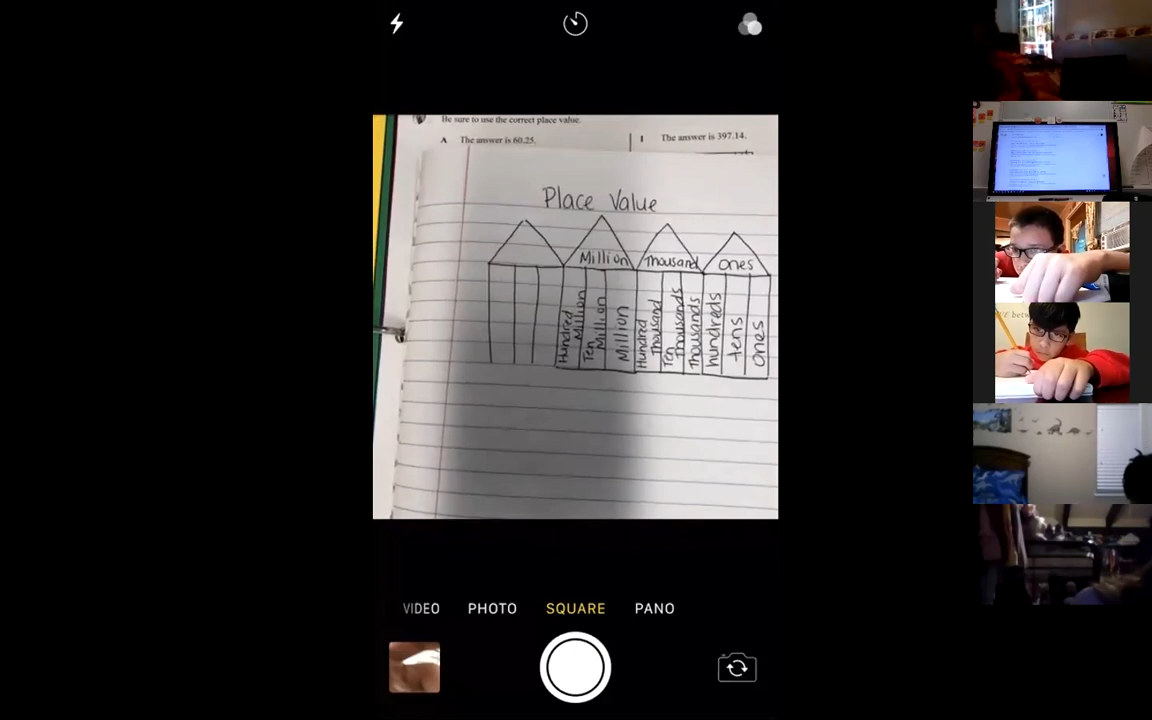 Be sure to use the correct place value.
A The answer is 60.25.
I The answer is 397.14.
Place Value
Million Thousand Ones
Hundred Million
Ten Million
Million
Hundred Thousand
Ten Thousands
Thousands
hundreds
tens
ones
VIDEO PHOTO SQUARE PANO